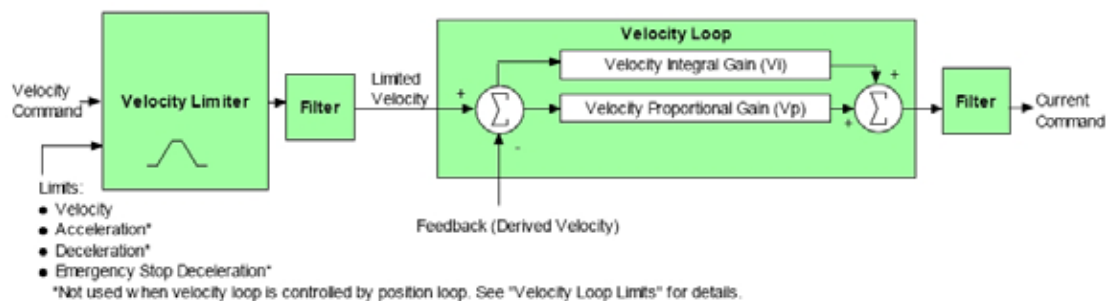 Velocity Loop
Velocity Integral Gain (Vi)
Velocity Command
Velocity Limiter
Filter
Limited Velocity
+
∑
-
Velocity Proportional Gain (Vp)
+
+
∑
Filter
Current Command
Limits:
● Velocity
● Acceleration*
● Deceleration*
● Emergency Stop Deceleration*
Feedback (Derived Velocity)
*Not used when velocity loop is controlled by position loop. See "Velocity Loop Limits" for details.